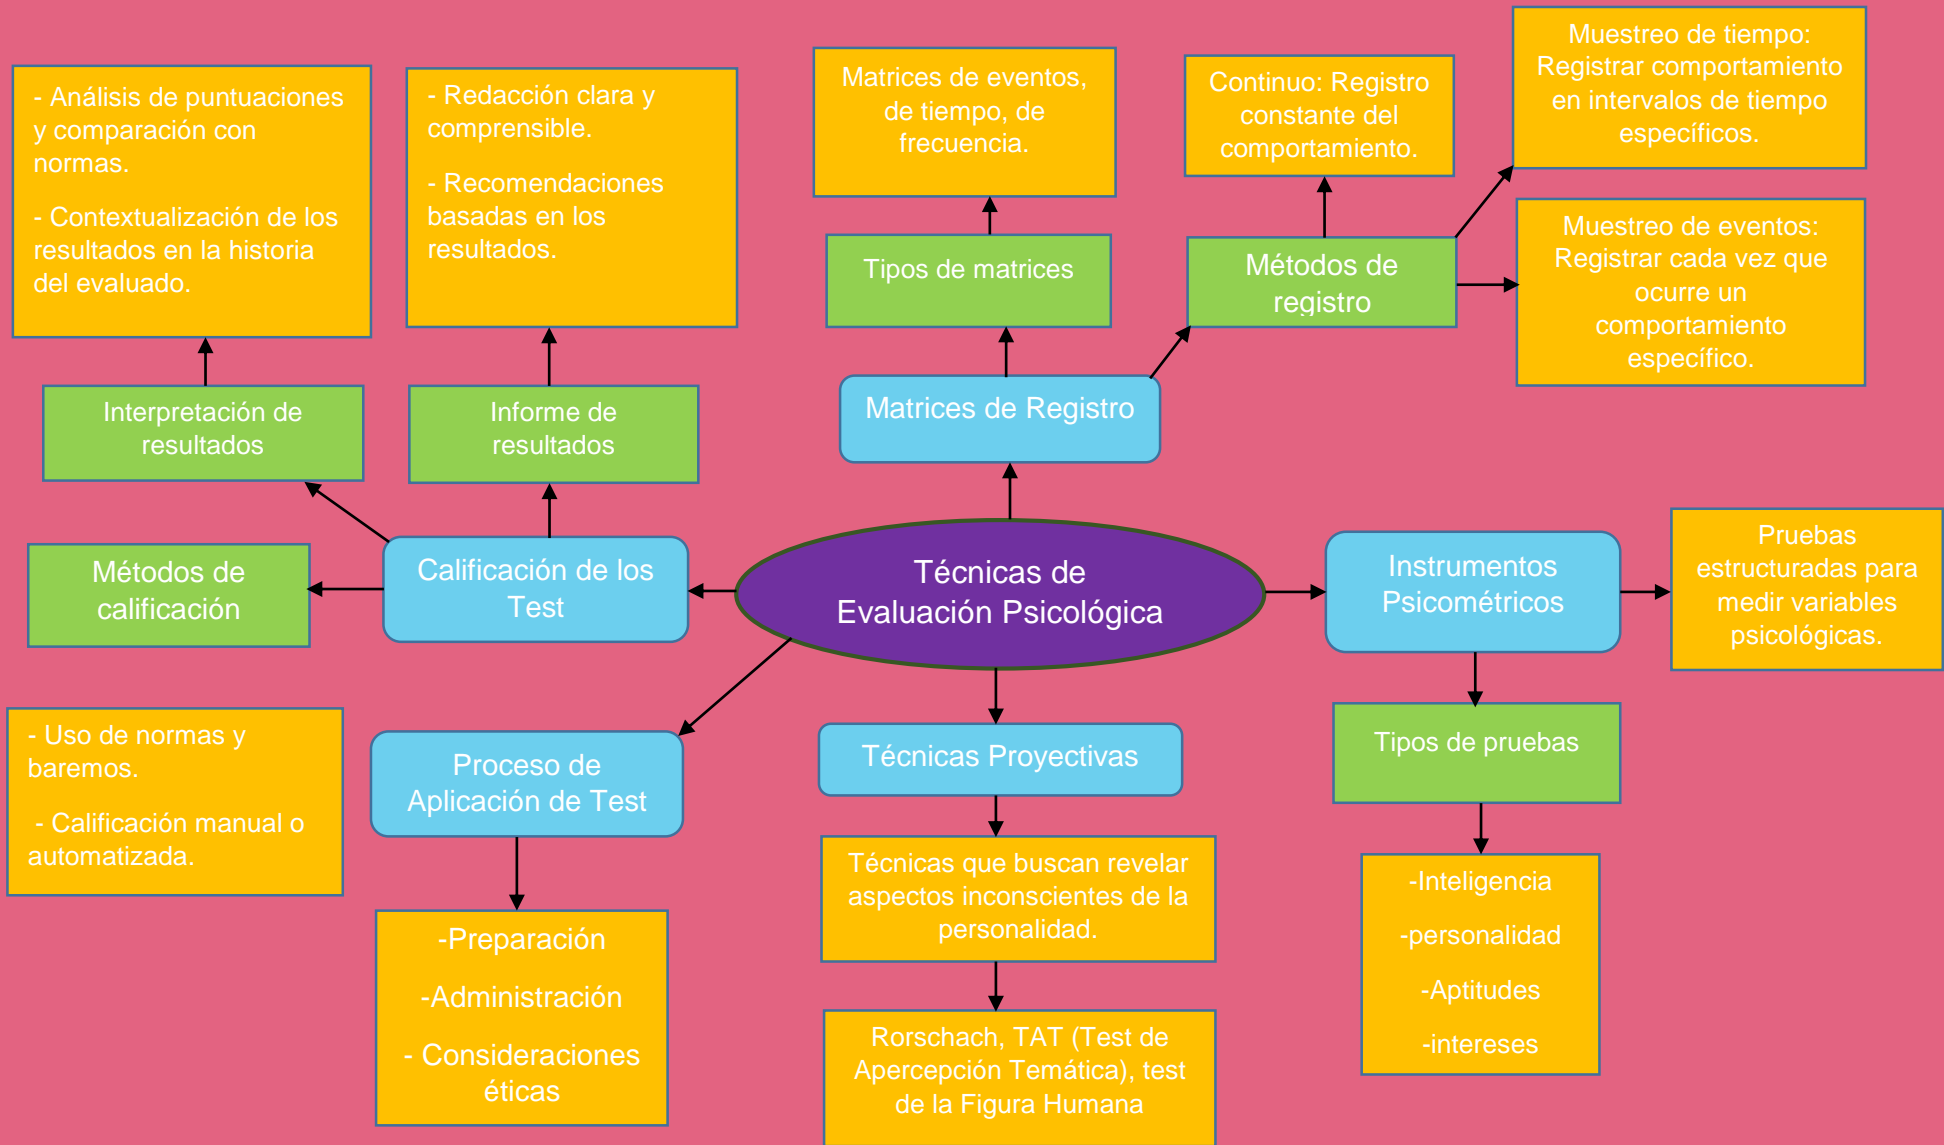 - Análisis de puntuaciones
y comparación con
normas.
- Contextualización de los
resultados en la historia
del evaluado.
- Redacción clara y
comprensible.
- Recomendaciones
basadas en los
resultados.
Matrices de eventos,
de tiempo, de
frecuencia.
Continuo: Registro
constante del
comportamiento.
Muestreo de tiempo:
Registrar comportamiento
en intervalos de tiempo
específicos.
Muestreo de eventos:
Registrar cada vez que
ocurre un
comportamiento
específico.
Tipos de matrices
Métodos de
registro
Interpretación de
resultados
Informe de
resultados
Matrices de Registro
Métodos de
calificación
Calificación de los
Test
Técnicas de
Evaluación Psicológica
Instrumentos
Psicométricos
Pruebas
estructuradas para
medir variables
psicológicas.
- Uso de normas y
baremos.
- Calificación manual o
automatizada.
Proceso de
Aplicación de Test
Técnicas Proyectivas
Tipos de pruebas
-Preparación
-Administración
- Consideraciones
éticas
Técnicas que buscan revelar
aspectos inconscientes de la
personalidad.
Rorschach, TAT (Test de
Apercepción Temática), test
de la Figura Humana
-Inteligencia
-personalidad
-Aptitudes
-intereses